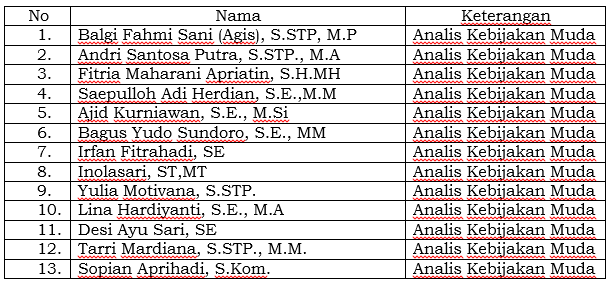 No Nama Keterangan
1. Balgi Fahmi Sani (Agis), S.STP, M.P Analis Kebijakan Muda
2. Andri Santosa Putra, S.STP., M.A Analis Kebijakan Muda
3. Fitria Maharani Apriatin, S.H.MH Analis Kebijakan Muda
4. Saepulloh Adi Herdian, S.E.,M.M Analis Kebijakan Muda
5. Ajid Kurniawan, S.E., M.Si Analis Kebijakan Muda
6. Bagus Yudo Sundoro, S.E., MM Analis Kebijakan Muda
7. Irfan Fitrahadi, SE Analis Kebijakan Muda
8. Inolasari, ST,MT Analis Kebijakan Muda
9. Yulia Motivana, S.STP. Analis Kebijakan Muda
10. Lina Hardiyanti, S.E., M.A Analis Kebijakan Muda
11. Desi Ayu Sari, SE Analis Kebijakan Muda
12. Tarri Mardiana, S.STP., M.M. Analis Kebijakan Muda
13. Sopian Aprihadi, S.Kom. Analis Kebijakan Muda